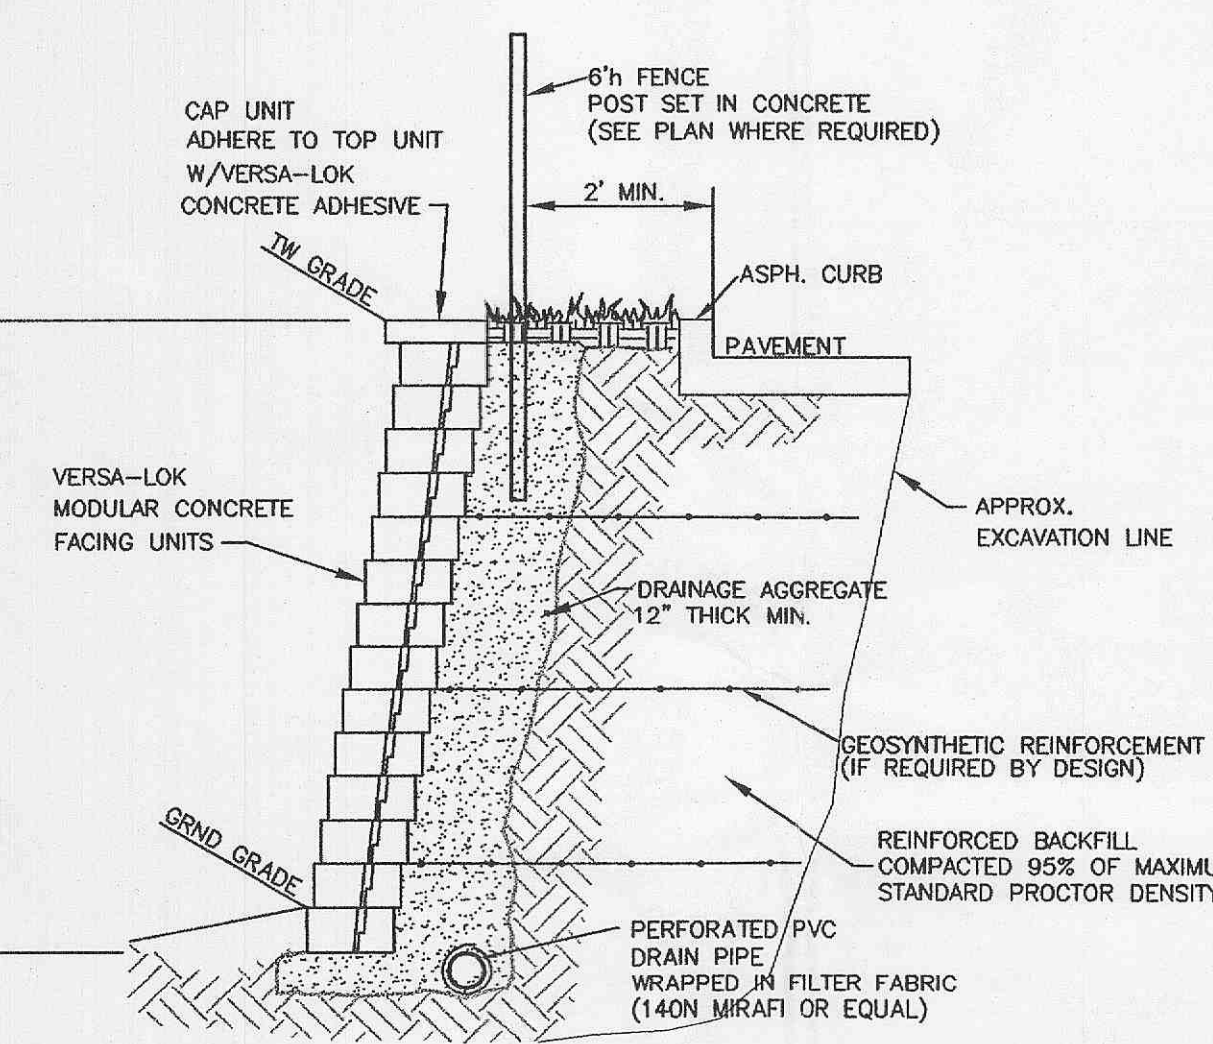 6'h FENCE
POST SET IN CONCRETE
(SEE PLAN WHERE REQUIRED)
CAP UNIT
ADHERE TO TOP UNIT
W/VERSA-LOK
CONCRETE ADHESIVE
2' MIN.
TW GRADE
ASPH. CURB
PAVEMENT
VERSA-LOK
MODULAR CONCRETE
FACING UNITS
APPROX.
EXCAVATION LINE
DRAINAGE AGGREGATE
12" THICK MIN.
GEOSYNTHETIC REINFORCEMENT
(IF REQUIRED BY DESIGN)
GRND GRADE
REINFORCED BACKFILL
COMPACTED 95% OF MAXIMU
STANDARD PROCTOR DENSITY
PERFORATED PVC
DRAIN PIPE
WRAPPED IN FILTER FABRIC
(140N MIRAFI OR EQUAL)